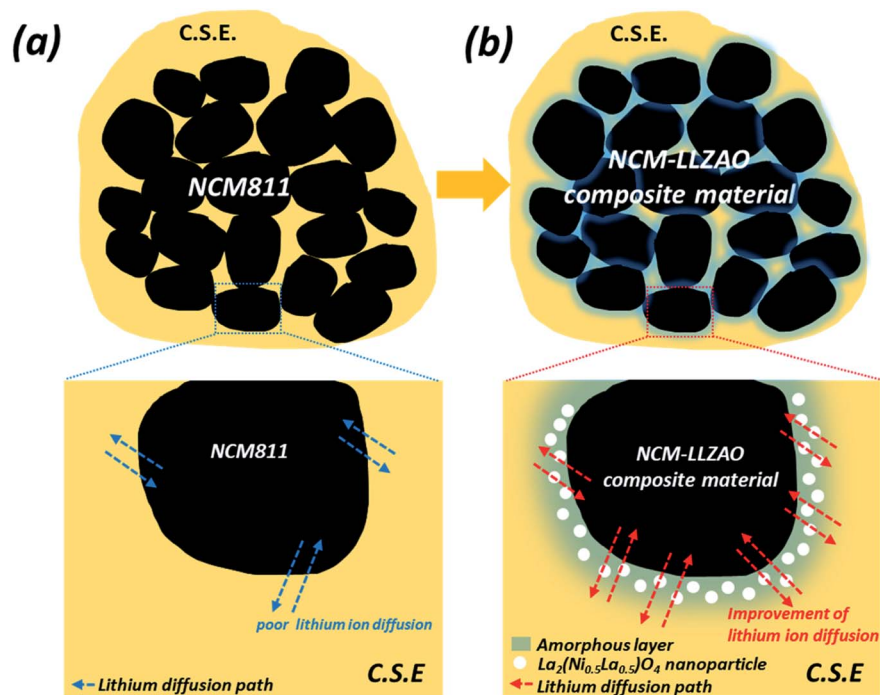 (a)
C.S.E.
NCM811
(b)
C.S.E.
NCM-LLZAO
composite material
NCM811
poor lithium ion diffusion
Lithium diffusion path
C.S.E
NCM-LLZAO
composite material
Improvement of
lithium ion diffusion
Amorphous layer
La₂(Ni₀.₅La₀.₅)O₄ nanoparticle
Lithium diffusion path
C.S.E